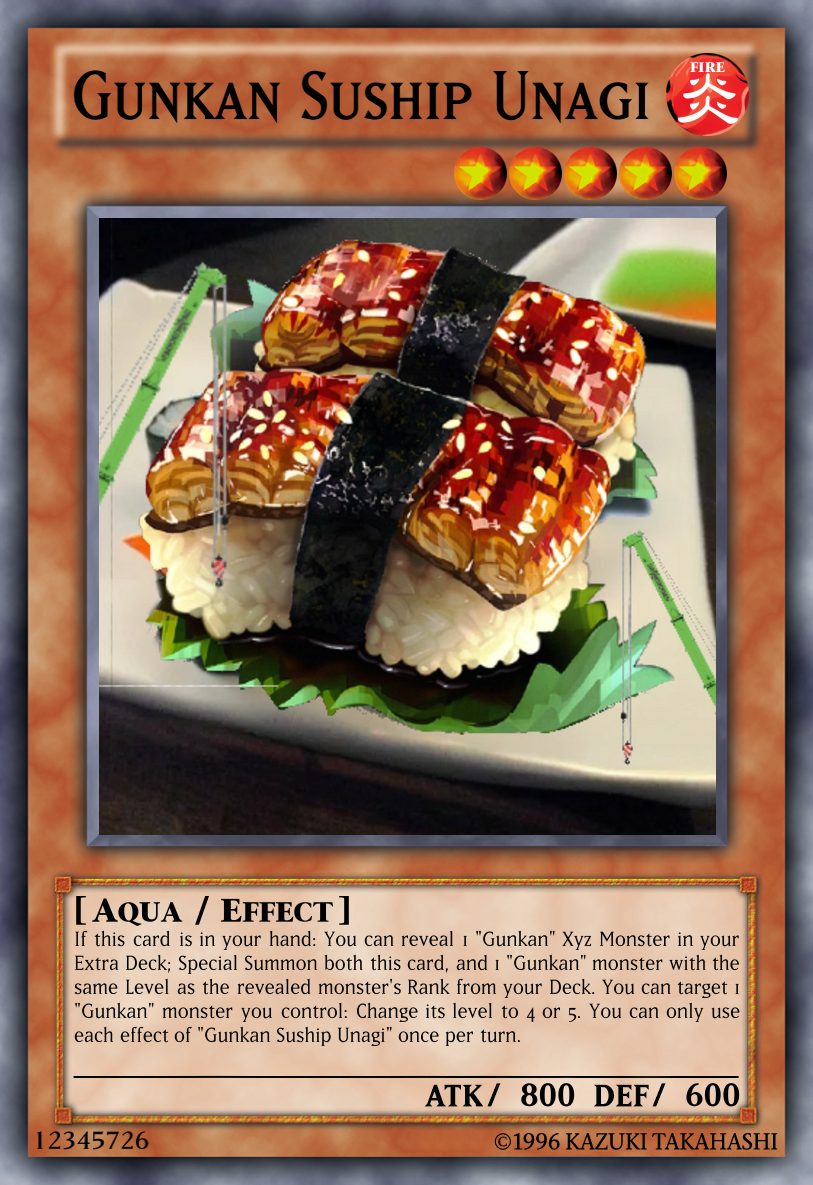 Gunkan Suship Unagi
FIRE
炎
[ Aqua / Effect ]
If this card is in your hand: You can reveal 1 "Gunkan" Xyz Monster in your
Extra Deck; Special Summon both this card, and 1 "Gunkan" monster with the
same Level as the revealed monster's Rank from your Deck. You can target 1
"Gunkan" monster you control: Change its level to 4 or 5. You can only use
each effect of "Gunkan Suship Unagi" once per turn.
ATK/ 800 DEF/ 600
12345726
©1996 KAZUKI TAKAHASHI